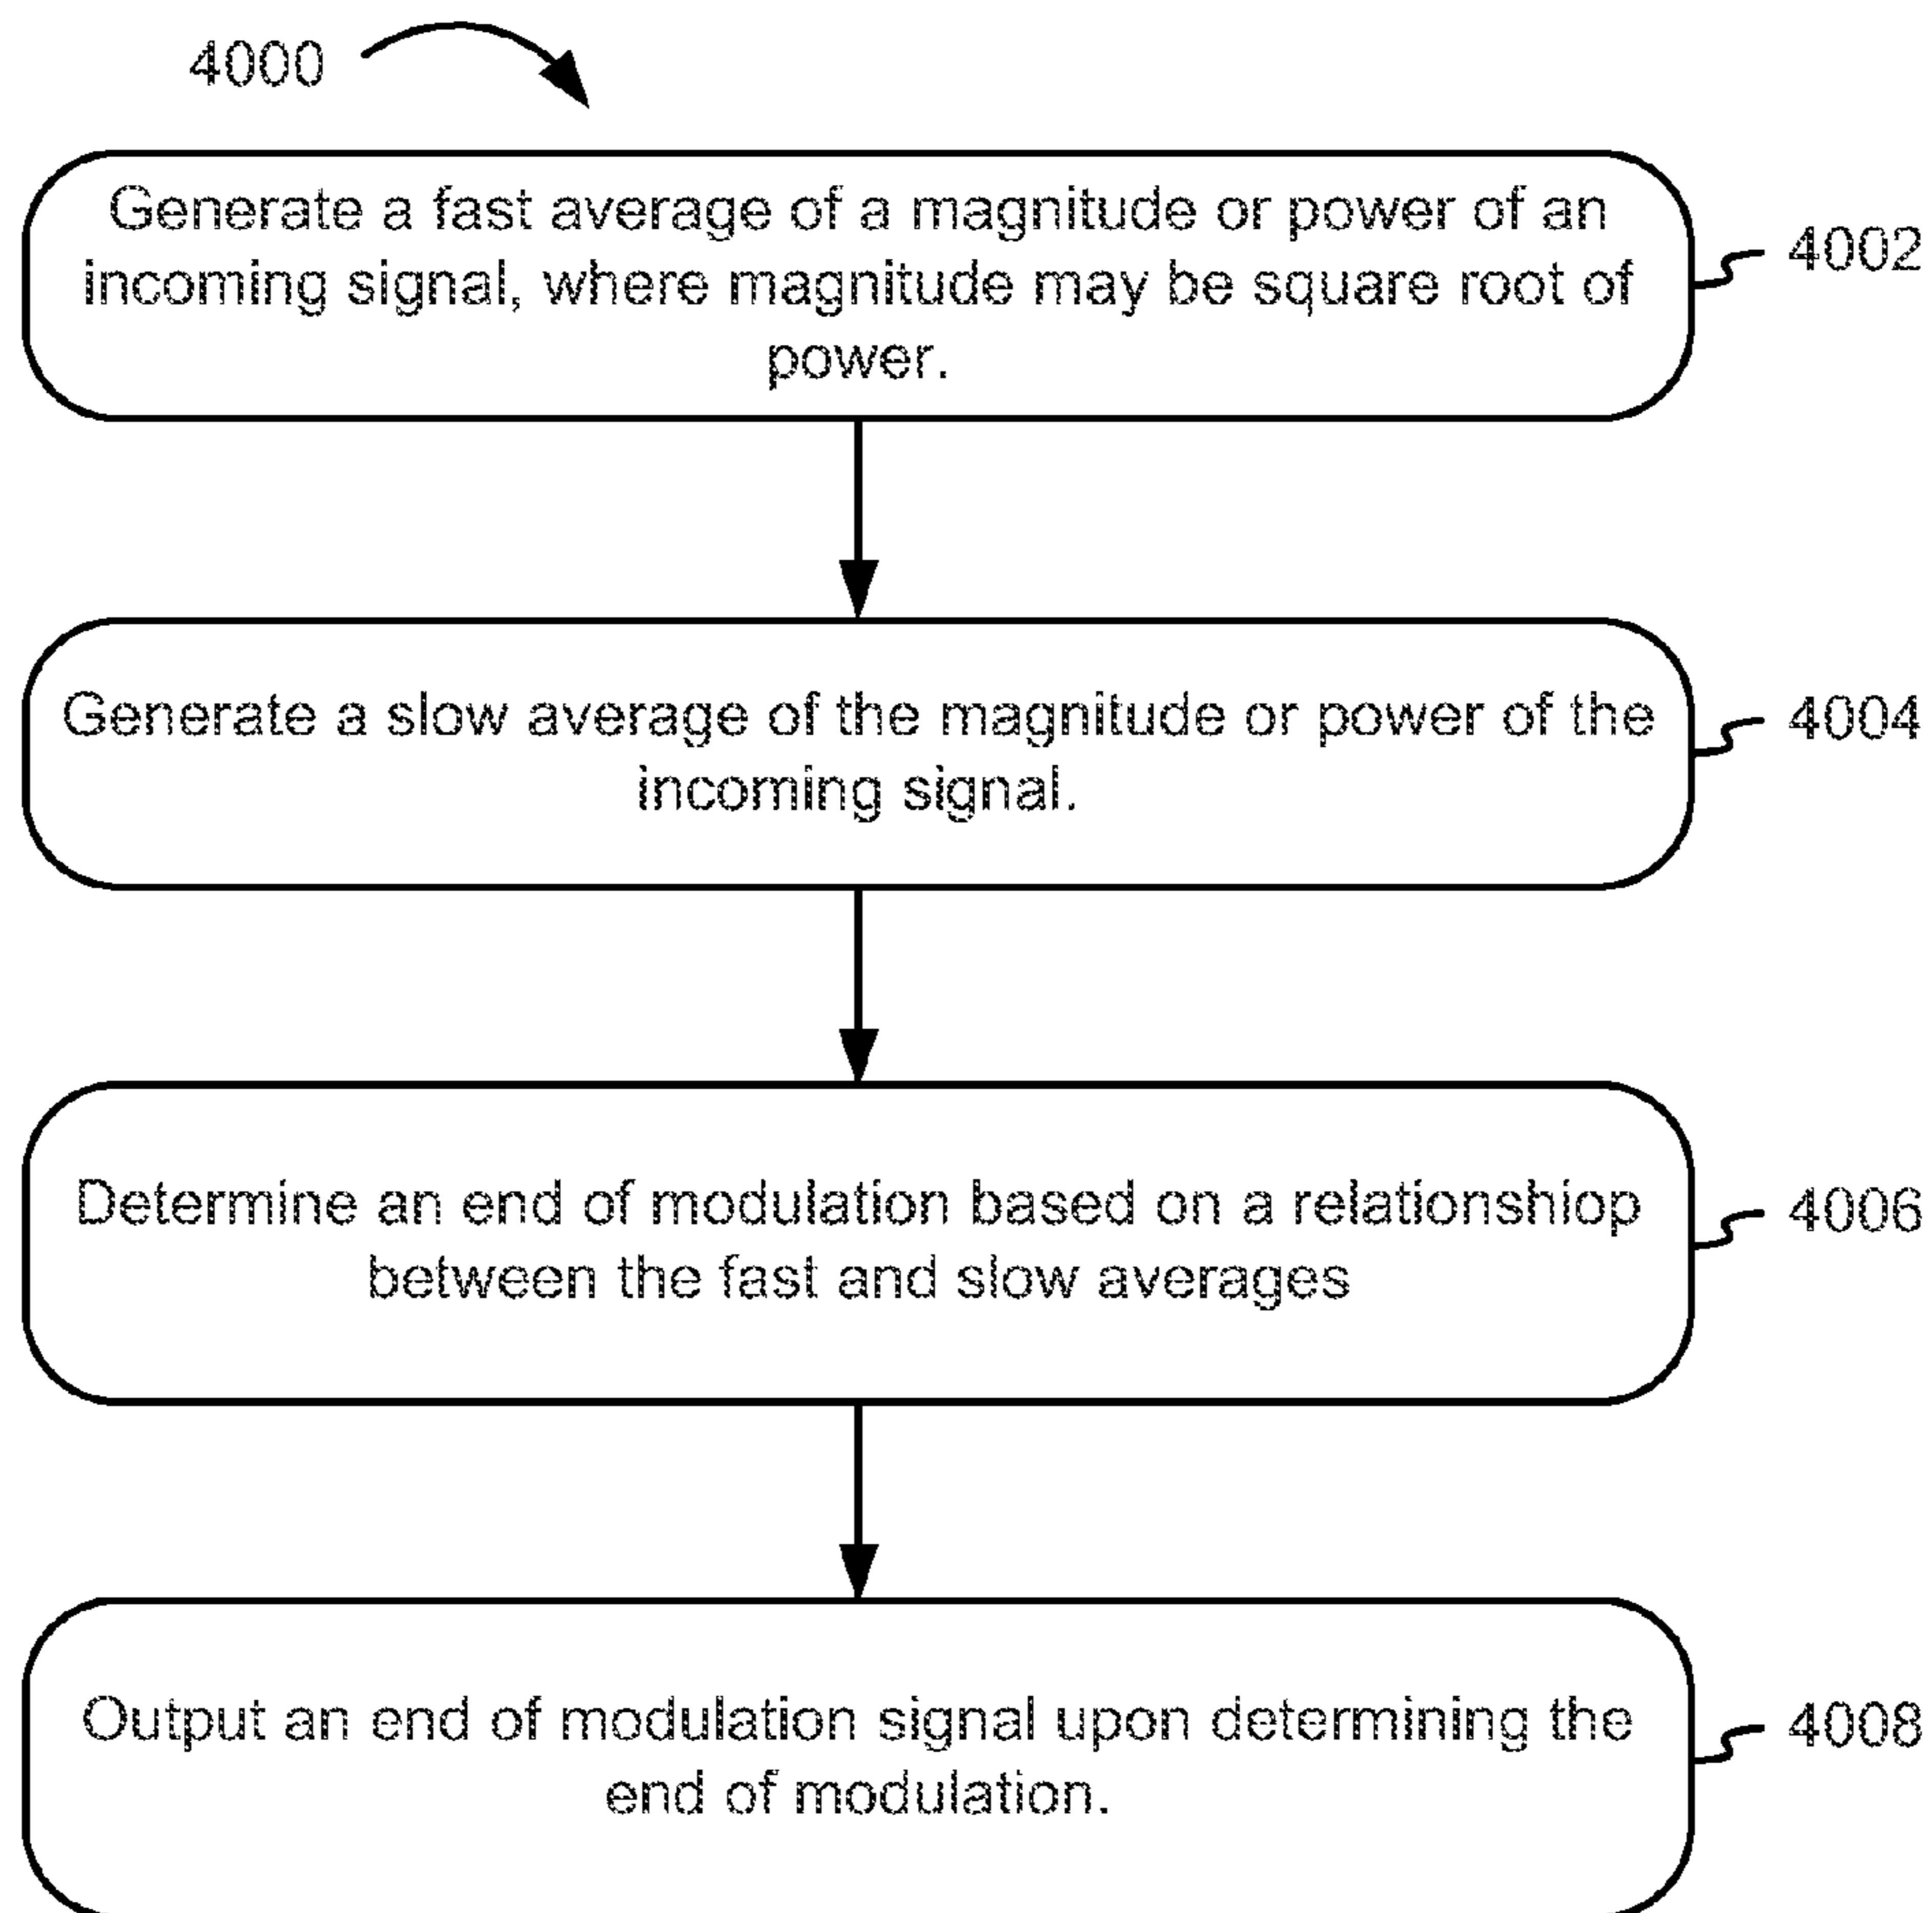 4000
Generate a fast average of a magnitude or power of an
incoming signal, where magnitude may be square root of
power.
4002
Generate a slow average of the magnitude or power of the
incoming signal.
4004
Determine an end of modulation based on a relationshiop
between the fast and slow averages
4006
Output an end of modulation signal upon determining the
end of modulation.
4008